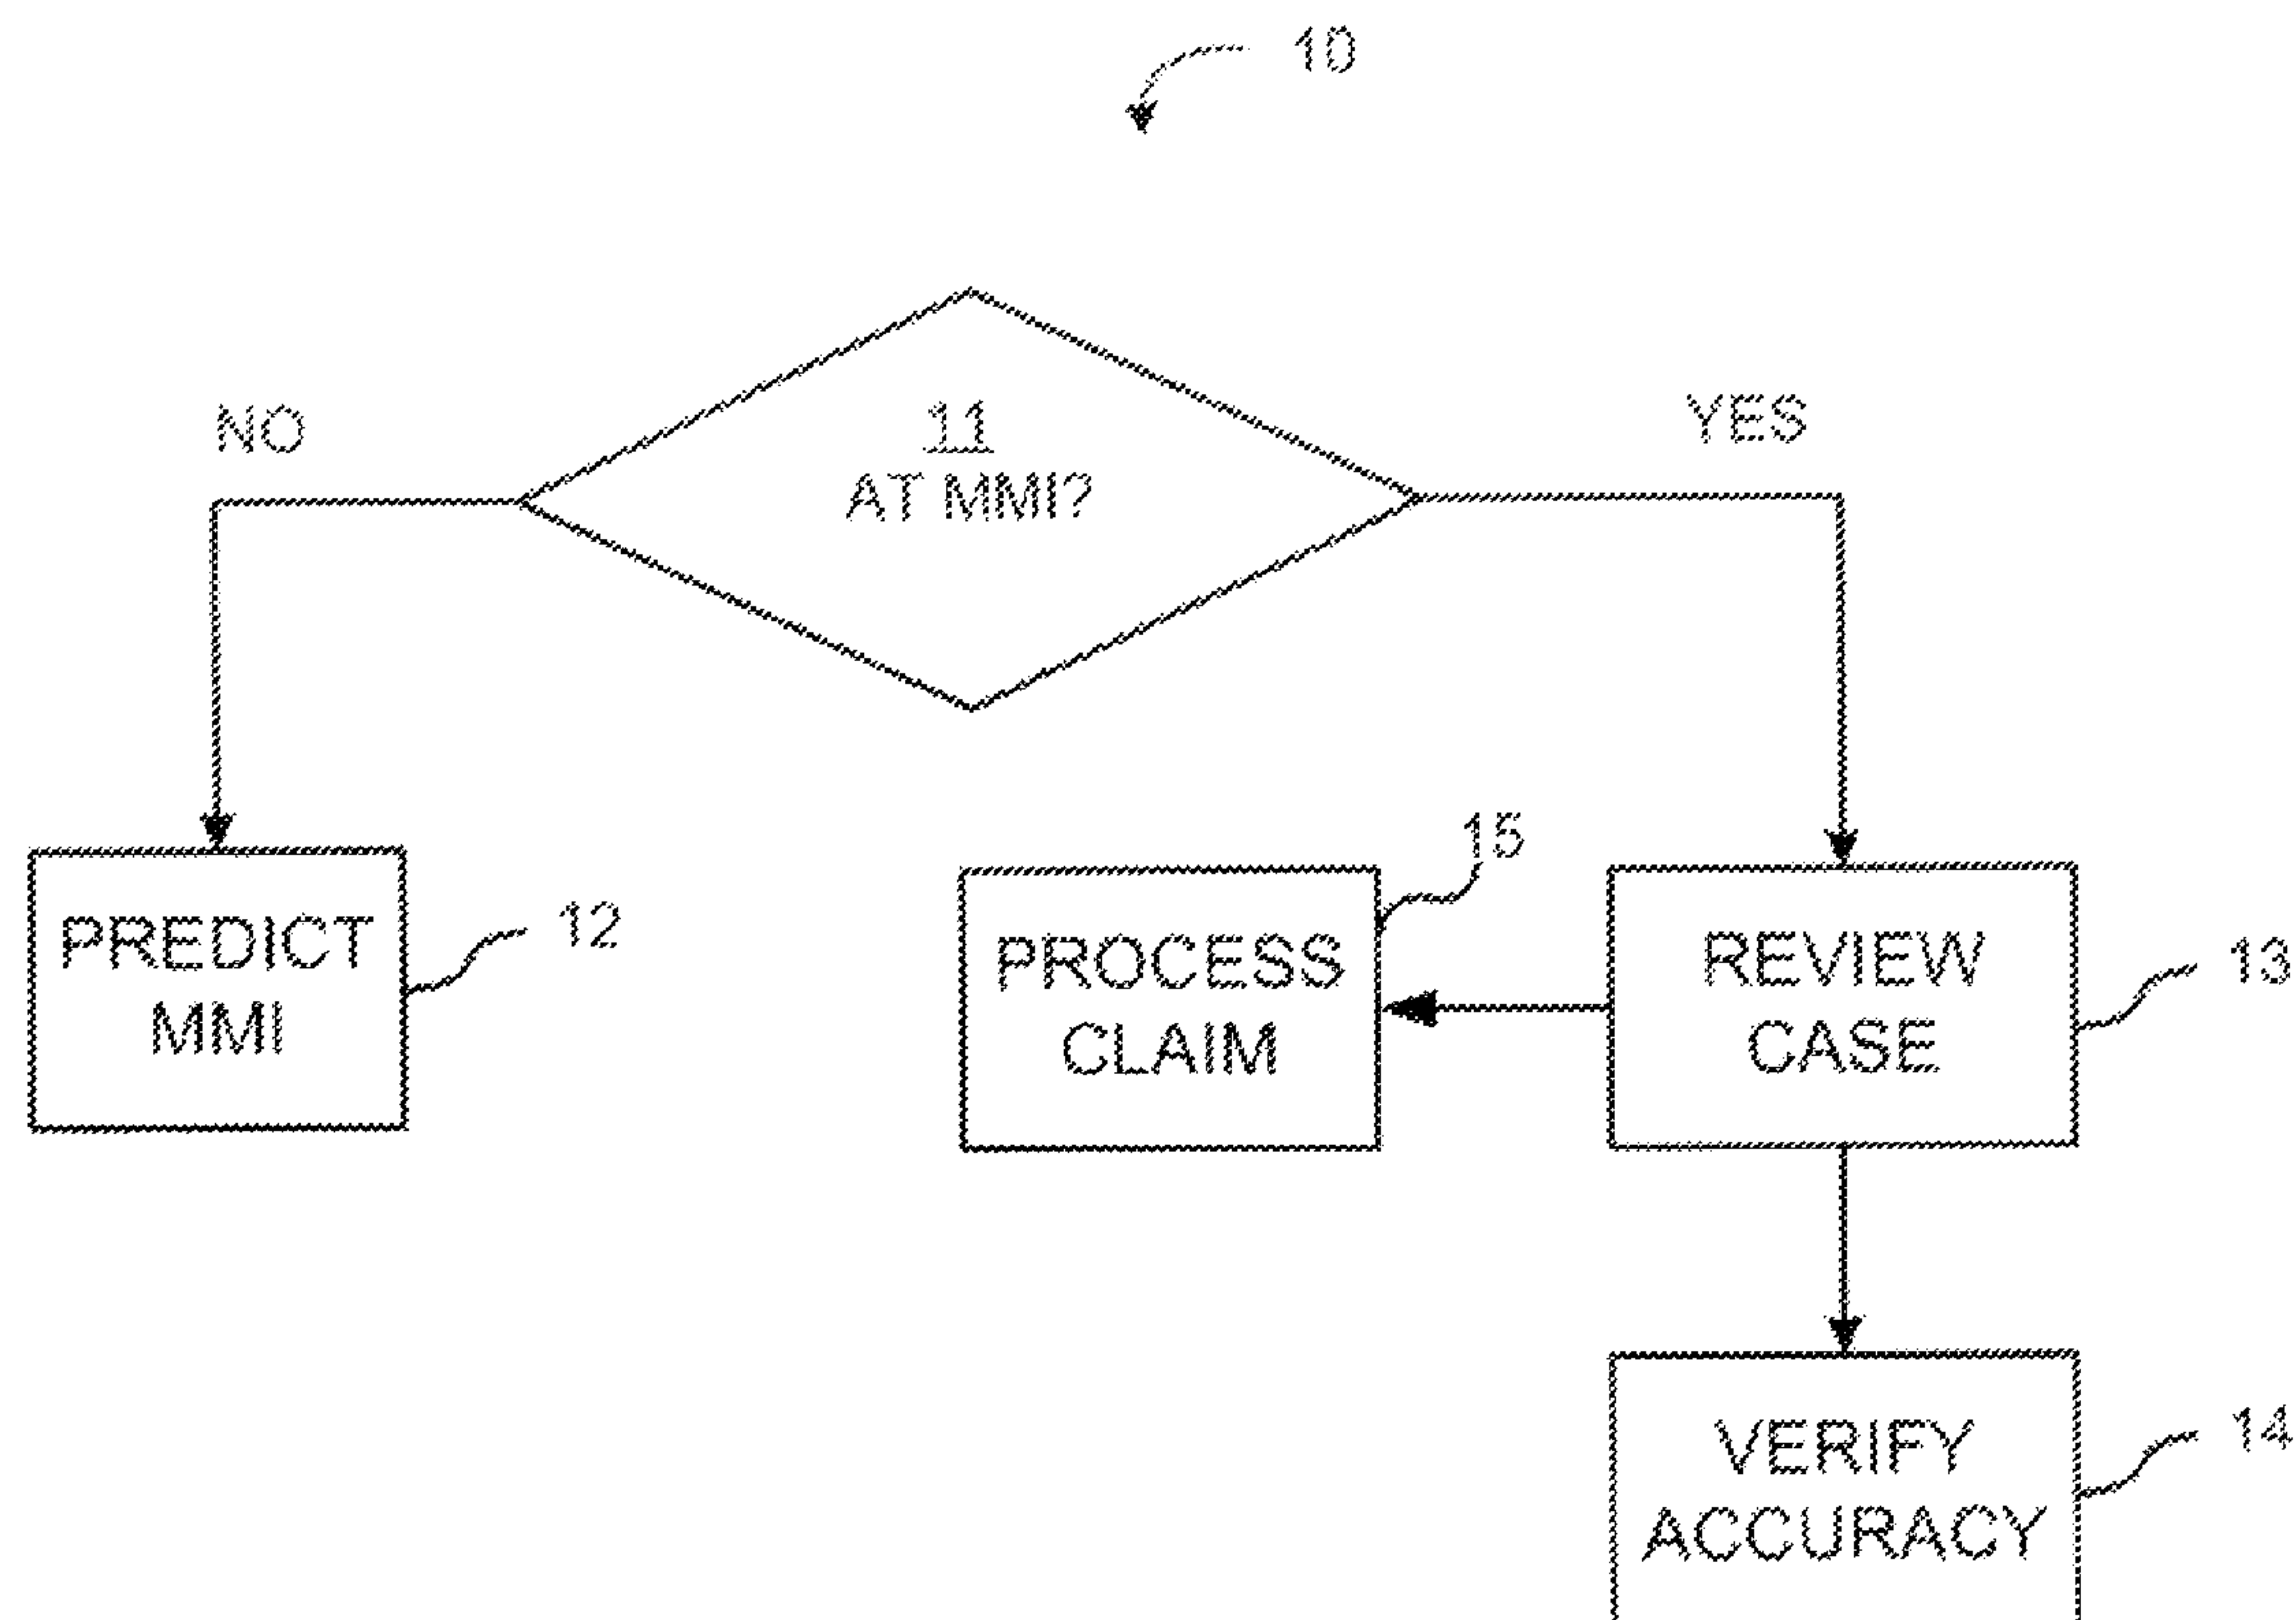 10
NO
11
AT MMI?
YES
15
PREDICT
MMI
12
PROCESS
CLAIM
REVIEW
CASE
13
VERIFY
ACCURACY
14